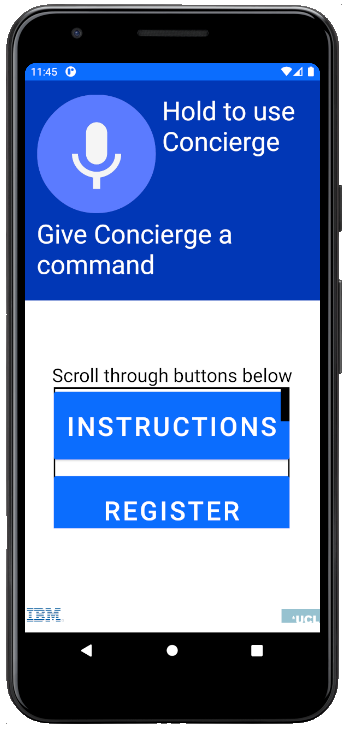 11:45
Hold to use
Concierge
Give Concierge a
command
Scroll through buttons below
INSTRUCTIONS
REGISTER
IBM
UCL